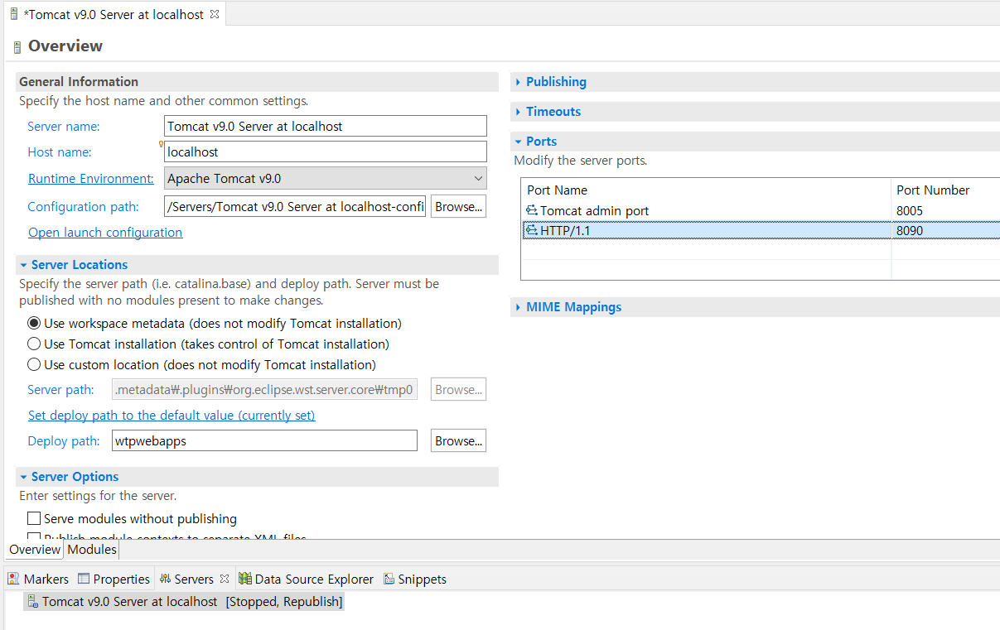 *Tomcat v9.0 Server at localhost
Overview
General Information
Specify the host name and other common settings.
Server name: Tomcat v9.0 Server at localhost
Host name: localhost
Runtime Environment: Apache Tomcat v9.0
Configuration path: /Servers/Tomcat v9.0 Server at localhost-confi Browse...
Open launch configuration
Server Locations
Specify the server path (i.e. catalina.base) and deploy path. Server must be
published with no modules present to make changes.
Use workspace metadata (does not modify Tomcat installation)
Use Tomcat installation (takes control of Tomcat installation)
Use custom location (does not modify Tomcat installation)
Server path: .metadata₩.plugins₩org.eclipse.wst.server.core₩tmp0 Browse...
Set deploy path to the default value (currently set)
Deploy path: wtpwebapps Browse...
Server Options
Enter settings for the server.
Serve modules without publishing
Publish module contexts to separate XML files
Publishing
Timeouts
Ports
Modify the server ports.
Port Name Port Number
Tomcat admin port 8005
HTTP/1.1 8090
MIME Mappings
Overview Modules
Markers Properties Servers Data Source Explorer Snippets
Tomcat v9.0 Server at localhost [Stopped, Republish]